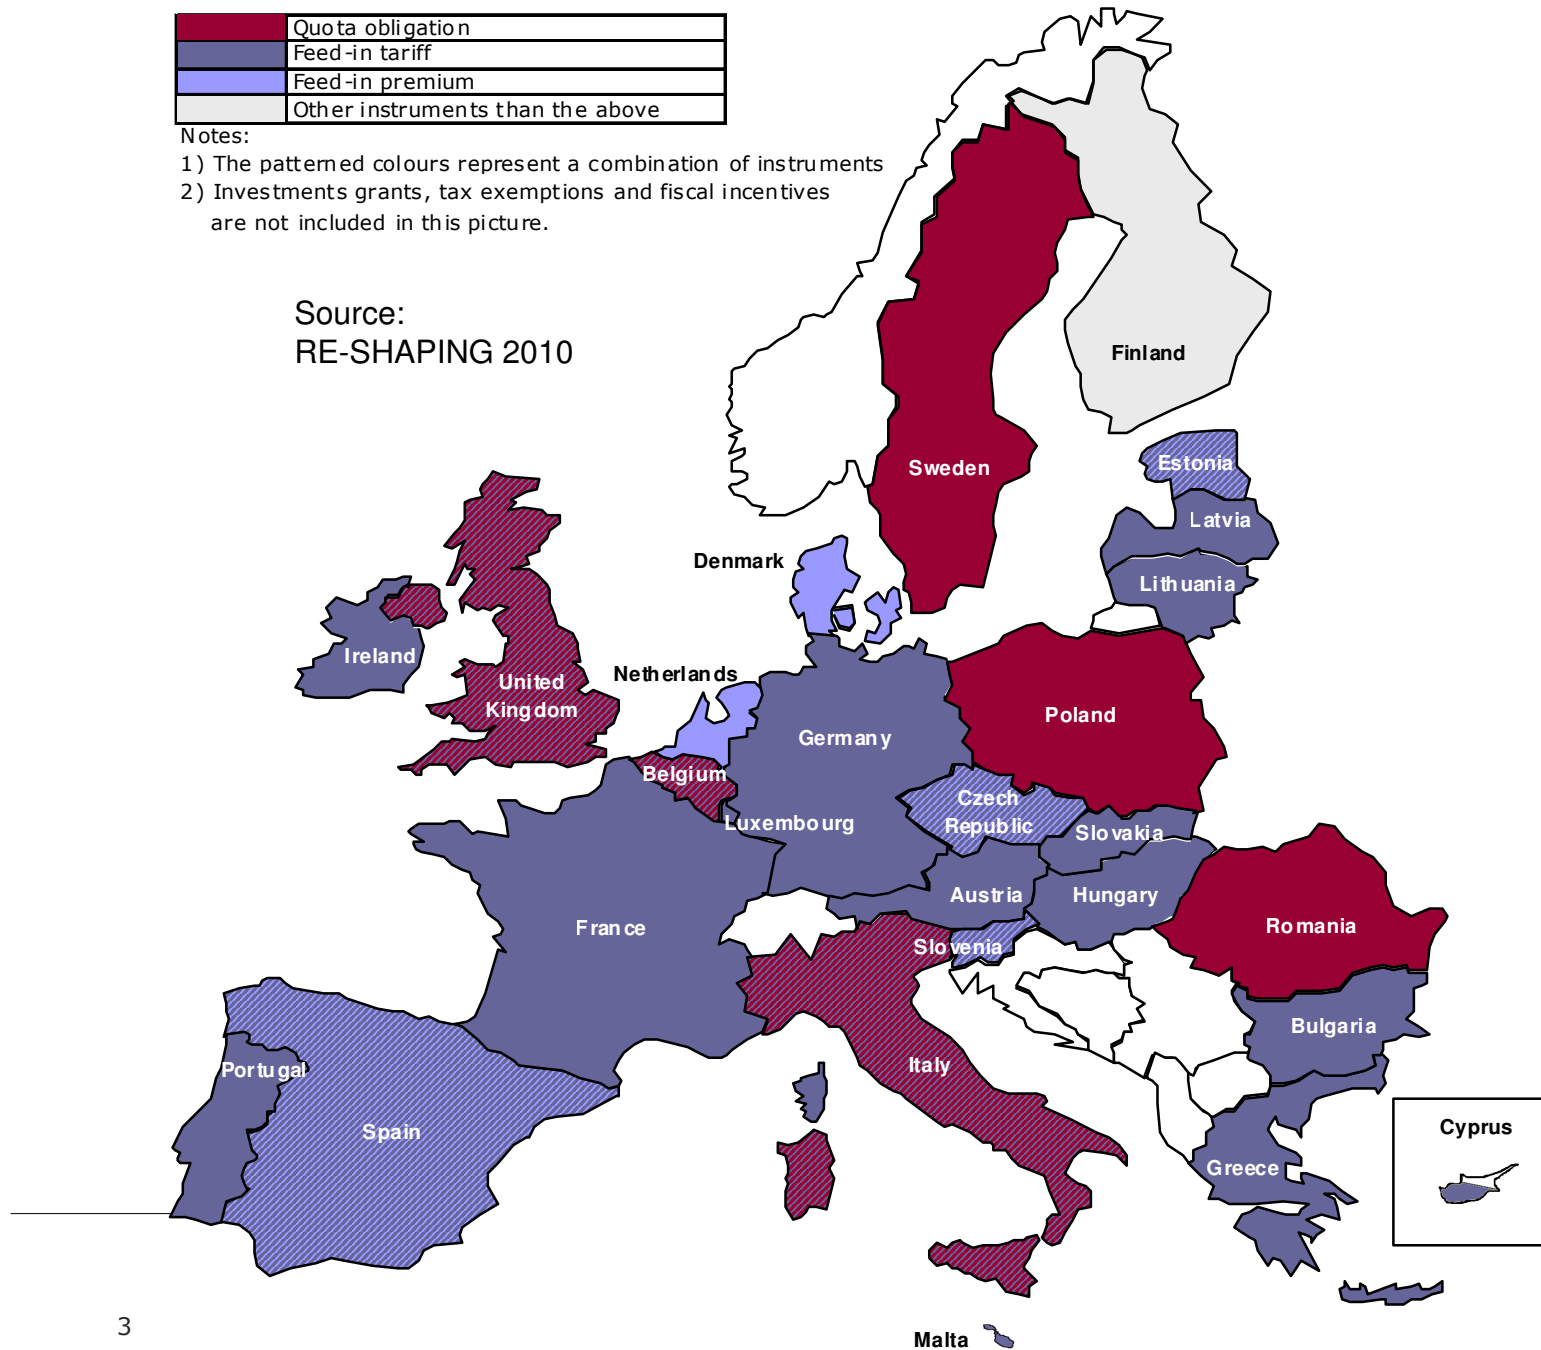 Quota obligation
Feed-in tariff
Feed-in premium
Other instruments than the above
Notes:
1) The patterned colours represent a combination of instruments
2) Investments grants, tax exemptions and fiscal incentives
are not included in this picture.
Source:
RE-SHAPING 2010
Finland
Sweden
Estonia
Latvia
Denmark
Lithuania
Ireland
Netherlands
United
Kingdom
Poland
Germany
Belgium
Czech
Republic
Luxembourg
Slovakia
Austria
Hungary
France
Romania
Slovenia
Bulgaria
Italy
Portugal
Spain
Cyprus
Greece
3
Malta